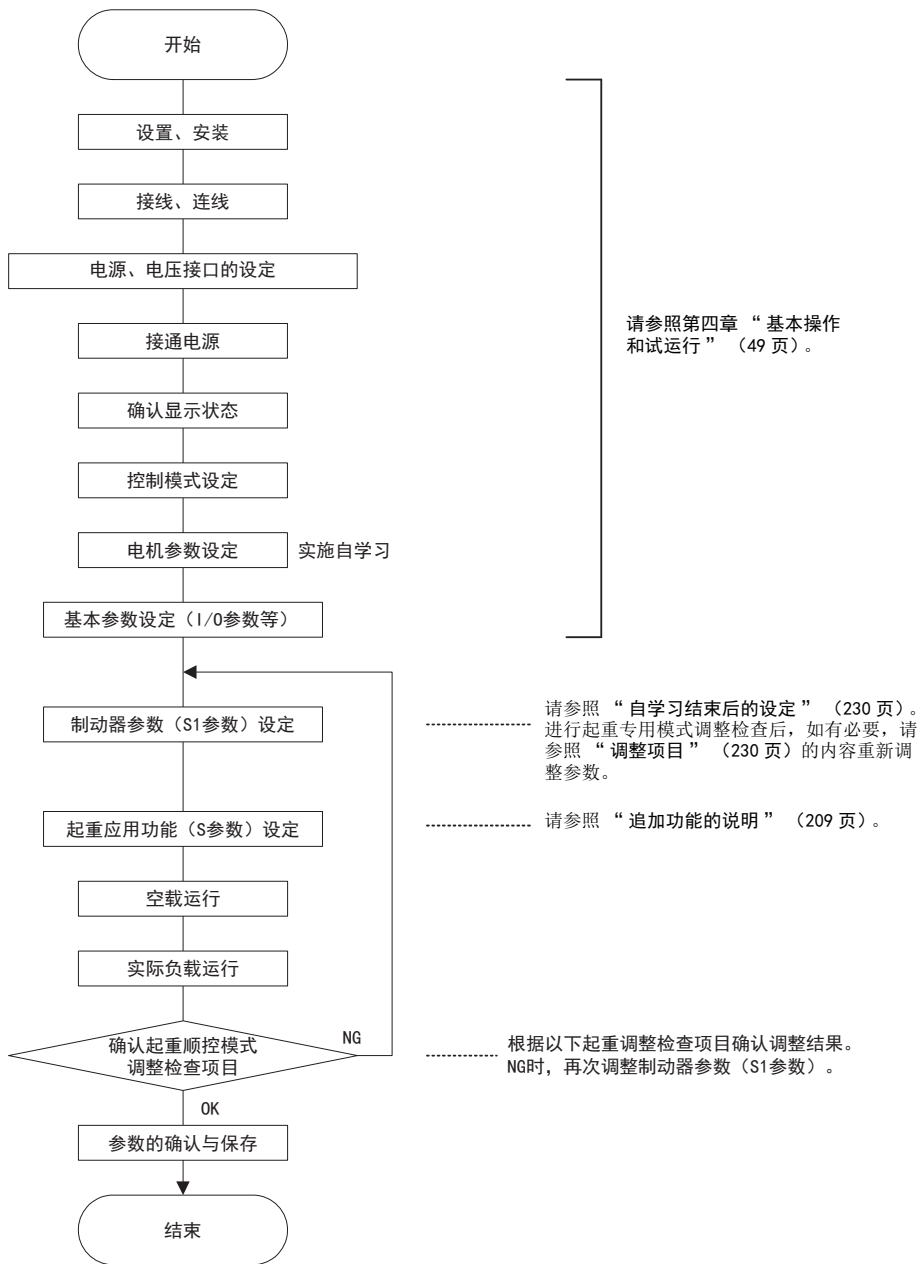 开始
设置、安装
接线、连线
电源、电压接口的设定
接通电源
确认显示状态
控制模式设定
电机参数设定 实施自学习
基本参数设定（I/O参数等）
请参照第四章 “ 基本操作
和试运行 ” （49 页）。
制动器参数（S1参数）设定
请参照 “ 自学习结束后的设定 ” （230 页）。
进行起重专用模式调整检查后，如有必要，请
参照 “ 调整项目 ” （230 页）的内容重新调
整参数。
起重应用功能（S参数）设定
请参照 “ 追加功能的说明 ” （209 页）。
空载运行
实际负载运行
确认起重顺控模式
调整检查项目
NG
根据以下起重调整检查项目确认调整结果。
NG时，再次调整制动器参数（S1参数）。
OK
参数的确认与保存
结束